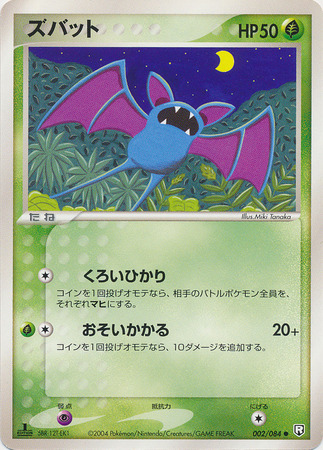 ズバット HP50
たね
Illus.Miki Tanaka
くろいひかり
コインを1回投げオモテなら、相手のバトルポケモン全員を、
それぞれマヒにする。
おそいかかる 20+
コインを1回投げオモテなら、10ダメージを追加する。
弱点 抵抗力 にげる
1 EDITION
©2004 Pokémon/Nintendo/Creatures/GAME FREAK
002/084 ●
R